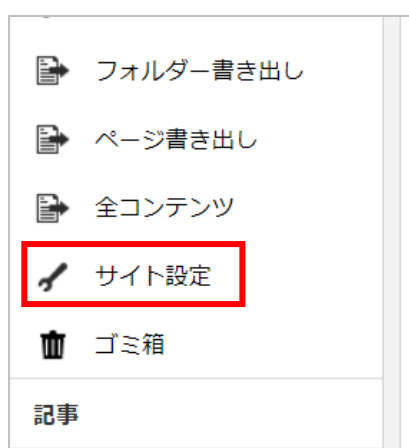 フォルダー書き出し
ページ書き出し
全コンテンツ
サイト設定
ゴミ箱
記事